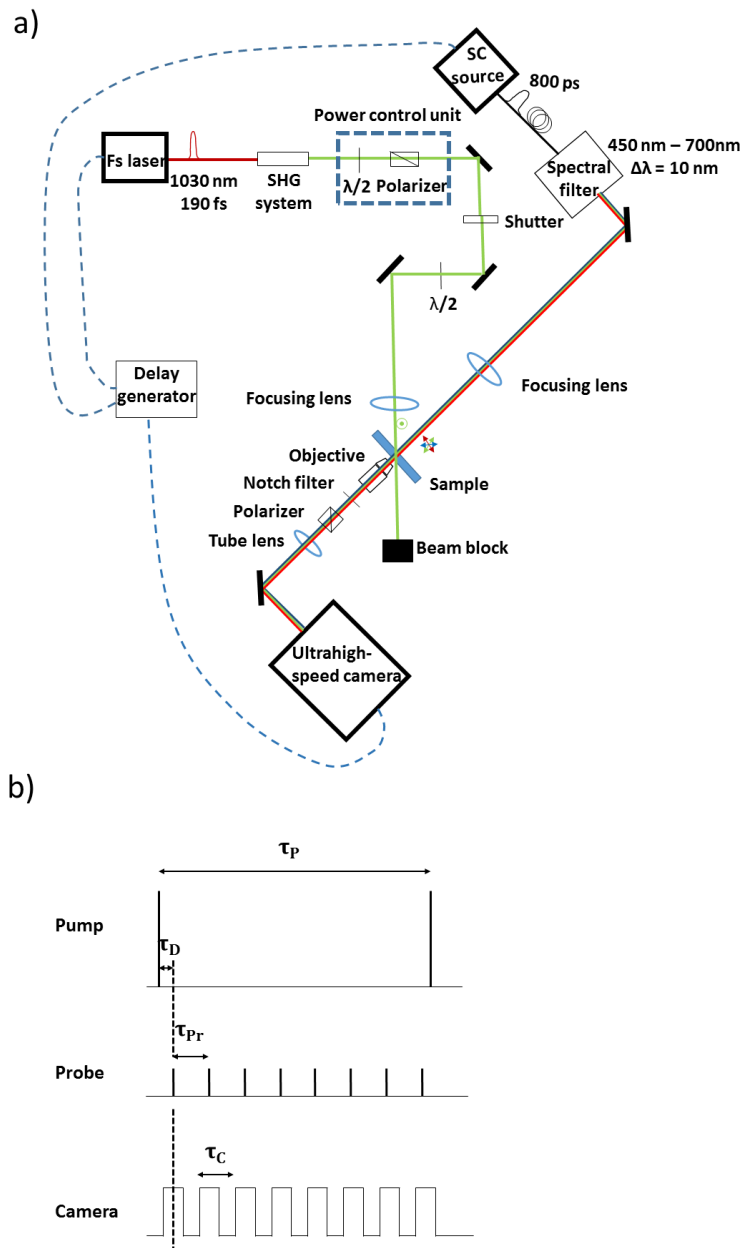 a)
SC
source
800 ps
Power control unit
Fs laser
1030 nm
190 fs
SHG
system
λ/2 Polarizer
450 nm – 700nm
Δλ = 10 nm
Spectral
filter
Shutter
λ/2
Delay
generator
Focusing lens
Focusing lens
Objective
Notch filter
Polarizer
Tube lens
Sample
Beam block
Ultrahigh-
speed camera
b)
τP
Pump
τD
τPr
Probe
τC
Camera